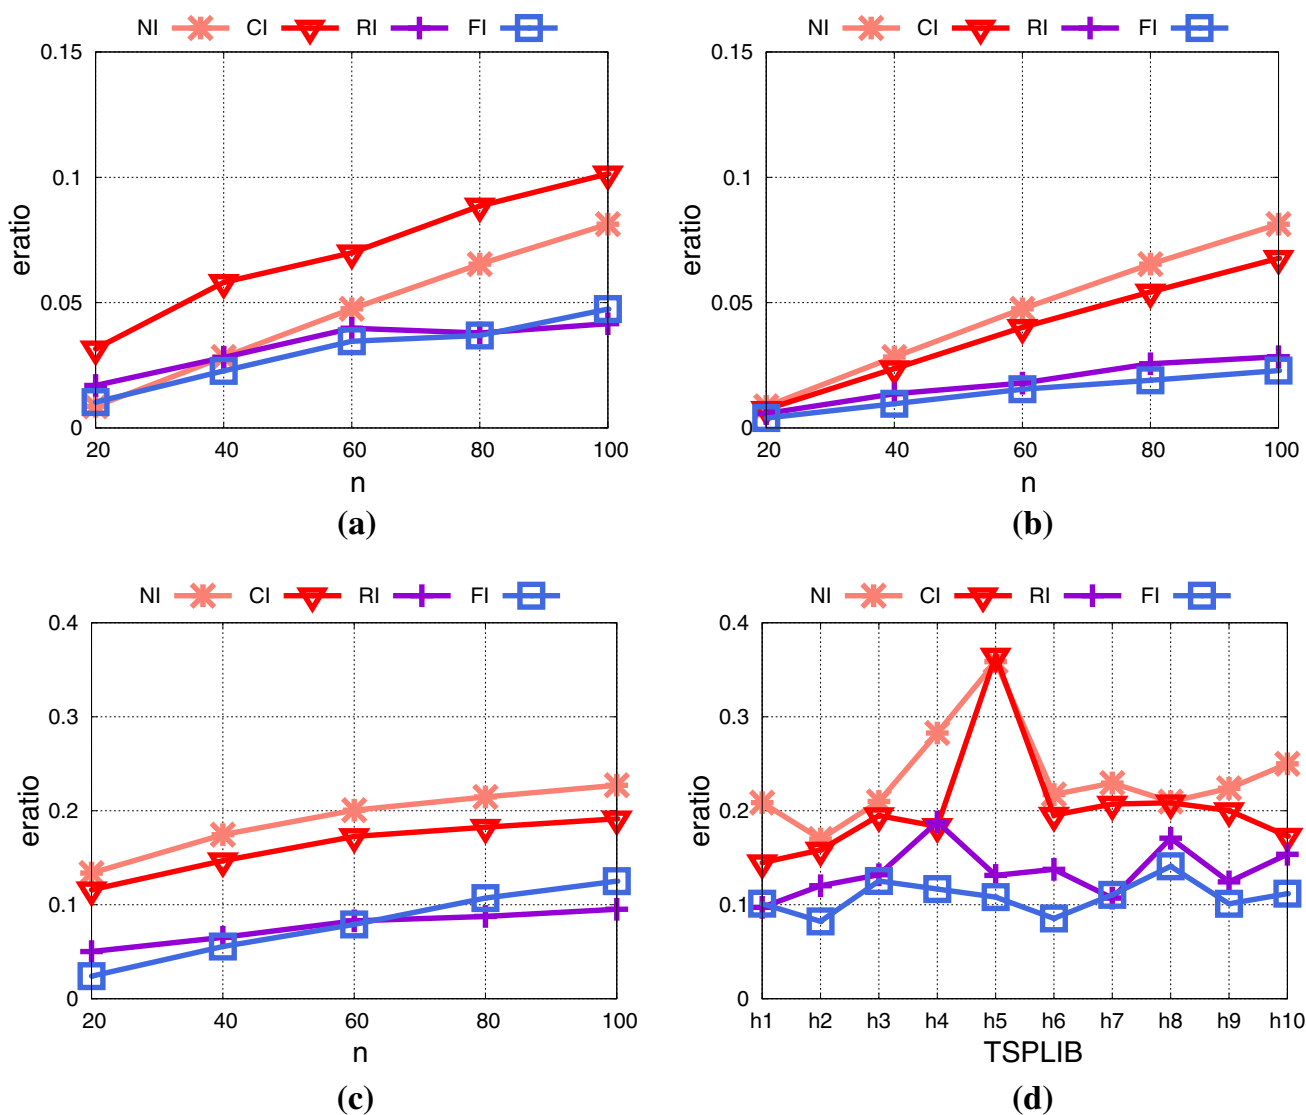 NI CI RI FI
0.15
0.1
0.05
0
eratio
20 40 60 80 100
n
(a)
NI CI RI FI
0.15
0.1
0.05
0
eratio
20 40 60 80 100
n
(b)
NI CI RI FI
0.4
0.3
0.2
0.1
0
eratio
20 40 60 80 100
n
(c)
NI CI RI FI
0.4
0.3
0.2
0.1
0
eratio
h1 h2 h3 h4 h5 h6 h7 h8 h9 h10
TSPLIB
(d)